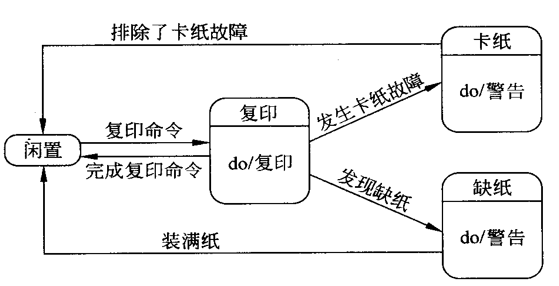 排除了卡纸故障
卡纸
do/警告
发生卡纸故障
复印
do/复印
复印命令
闲置
完成复印命令
发现缺纸
缺纸
do/警告
装满纸